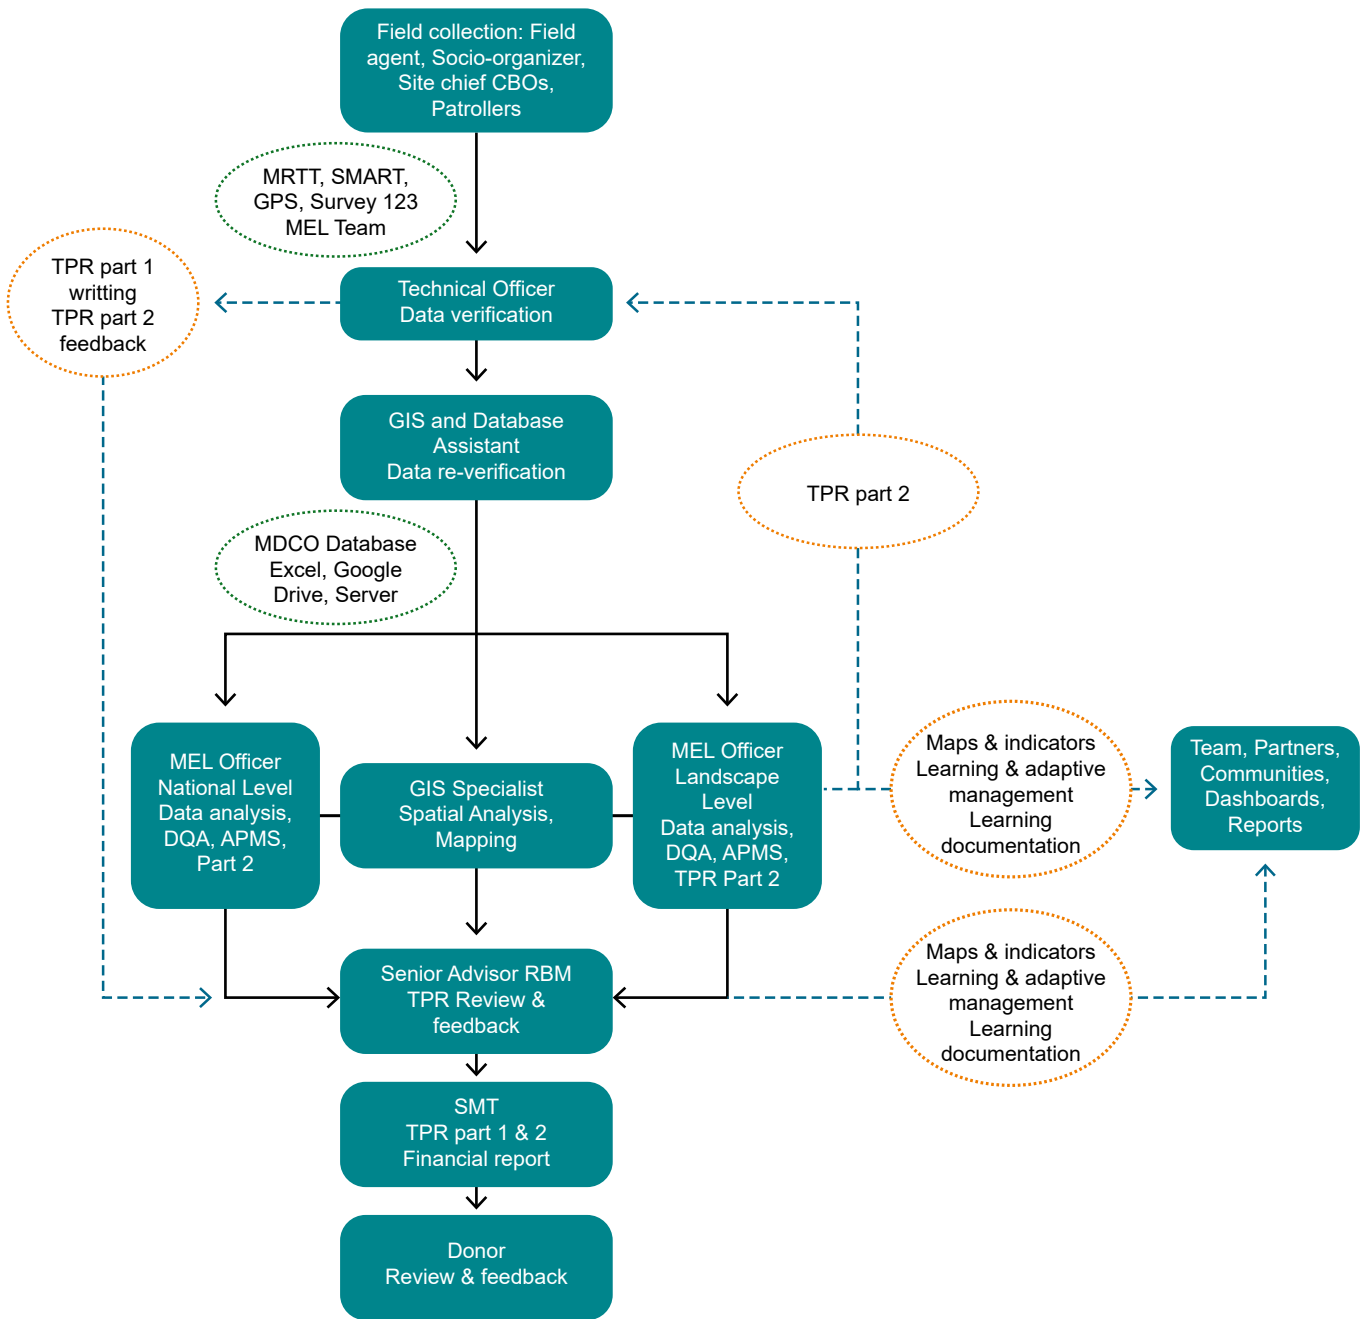 Field collection: Field
agent, Socio-organizer,
Site chief CBOs,
Patrollers
MRTT, SMART,
GPS, Survey 123
MEL Team
TPR part 1
writting
TPR part 2
feedback
Technical Officer
Data verification
GIS and Database
Assistant
Data re-verification
TPR part 2
MDCO Database
Excel, Google
Drive, Server
MEL Officer
National Level
Data analysis,
DQA, APMS,
Part 2
GIS Specialist
Spatial Analysis,
Mapping
MEL Officer
Landscape
Level
Data analysis,
DQA, APMS,
TPR Part 2
Maps & indicators
Learning & adaptive
management
Learning
documentation
Team, Partners,
Communities,
Dashboards,
Reports
Senior Advisor RBM
TPR Review &
feedback
Maps & indicators
Learning & adaptive
management
Learning
documentation
SMT
TPR part 1 & 2
Financial report
Donor
Review & feedback